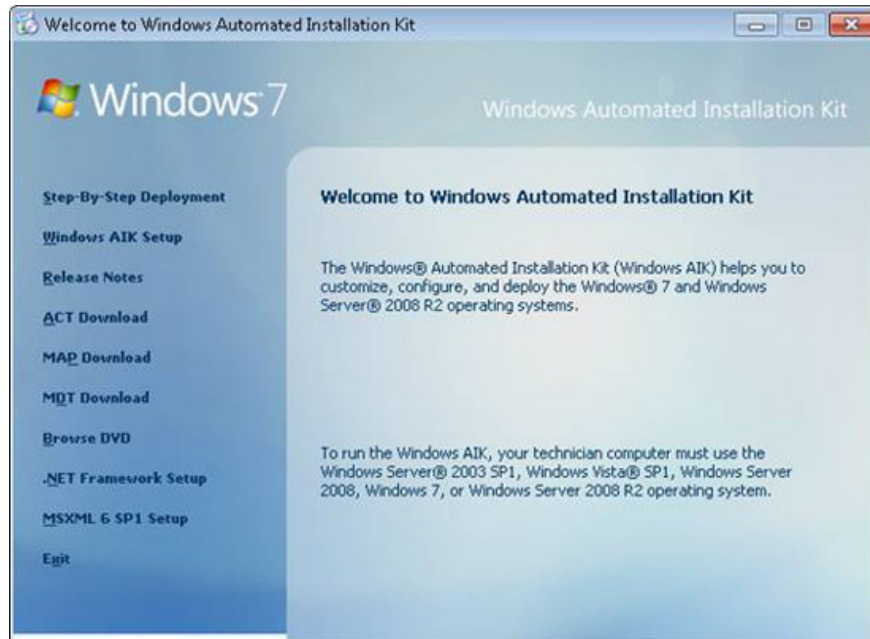 Welcome to Windows Automated Installation Kit
Windows 7
Windows Automated Installation Kit
Step-By-Step Deployment
Windows AIK Setup
Release Notes
ACT Download
MAP Download
MDT Download
Browse DVD
.NET Framework Setup
MSXML 6 SP1 Setup
Exit
Welcome to Windows Automated Installation Kit
The Windows® Automated Installation Kit (Windows AIK) helps you to
customize, configure, and deploy the Windows® 7 and Windows
Server® 2008 R2 operating systems.
To run the Windows AIK, your technician computer must use the
Windows Server® 2003 SP1, Windows Vista® SP1, Windows Server
2008, Windows 7, or Windows Server 2008 R2 operating system.